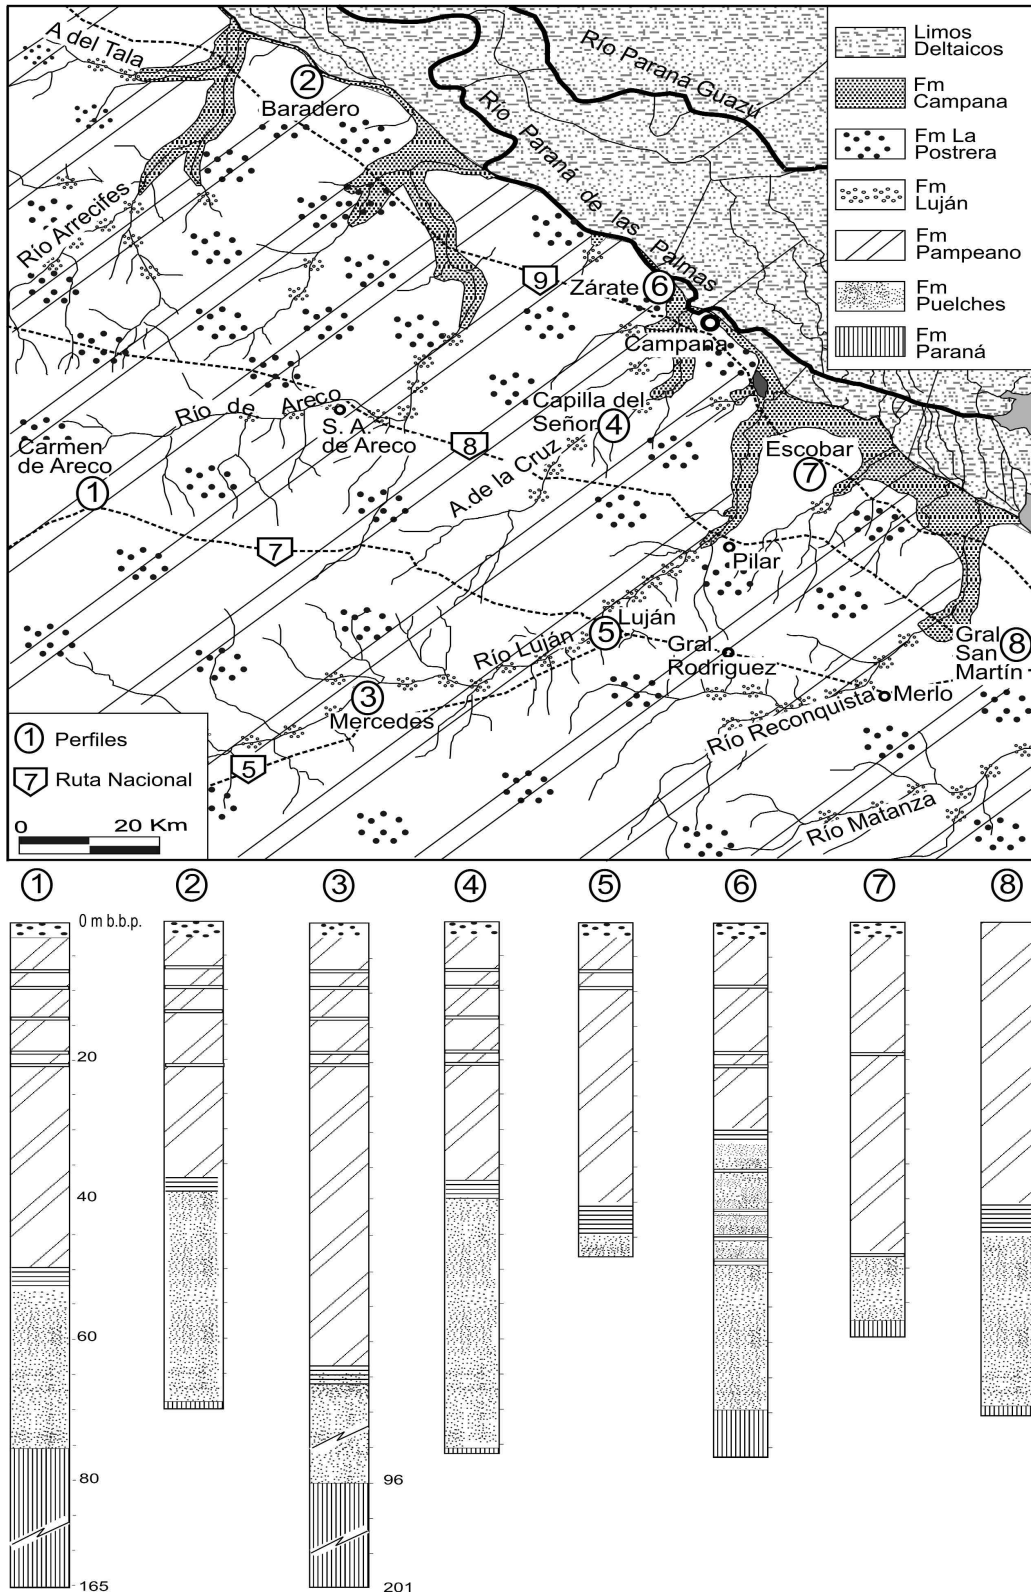 A del Tala
2
Baradero
Río Arrecifes
Río Paraná Guazú
Río Paraná de las Palmas
9
Zárate
6
Campana
Capilla del
Señor
4
Río de Areco
S. A.
de Areco
8
Carmen
de Areco
1
A de la Cruz
Escobar
7
7
Pilar
Luján
5
Río Luján
Gral
Rodriguez
Gral
San
Martín
8
3
Mercedes
Merlo
Río Reconquista
5
Río Matanza
Limos
Deltaicos
Fm
Campana
Fm La
Postrera
Fm
Luján
Fm
Pampeano
Fm
Puelches
Fm
Paraná
1 Perfiles
7 Ruta Nacional
0 20 Km
1 2 3 4 5 6 7 8
0 m b.b.p.
20
40
60
80
96
165
201